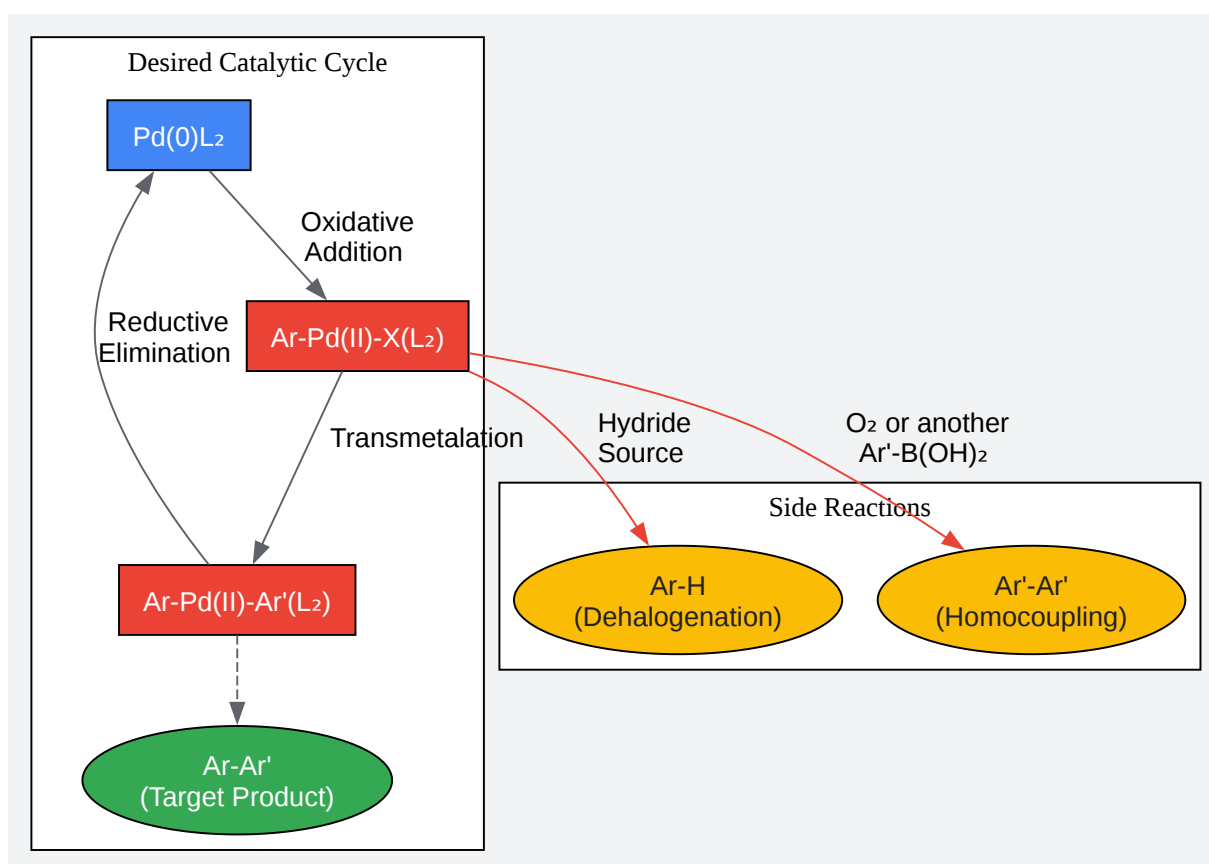 Desired Catalytic Cycle
Pd(0)L₂
Oxidative
Addition
Reductive
Elimination
Ar-Pd(II)-X(L₂)
Transmetalation
Hydride
Source
O₂ or another
Ar'-B(OH)₂
Side Reactions
Ar-Pd(II)-Ar'(L₂)
Ar-H
(Dehalogenation)
Ar'-Ar'
(Homocoupling)
Ar-Ar'
(Target Product)